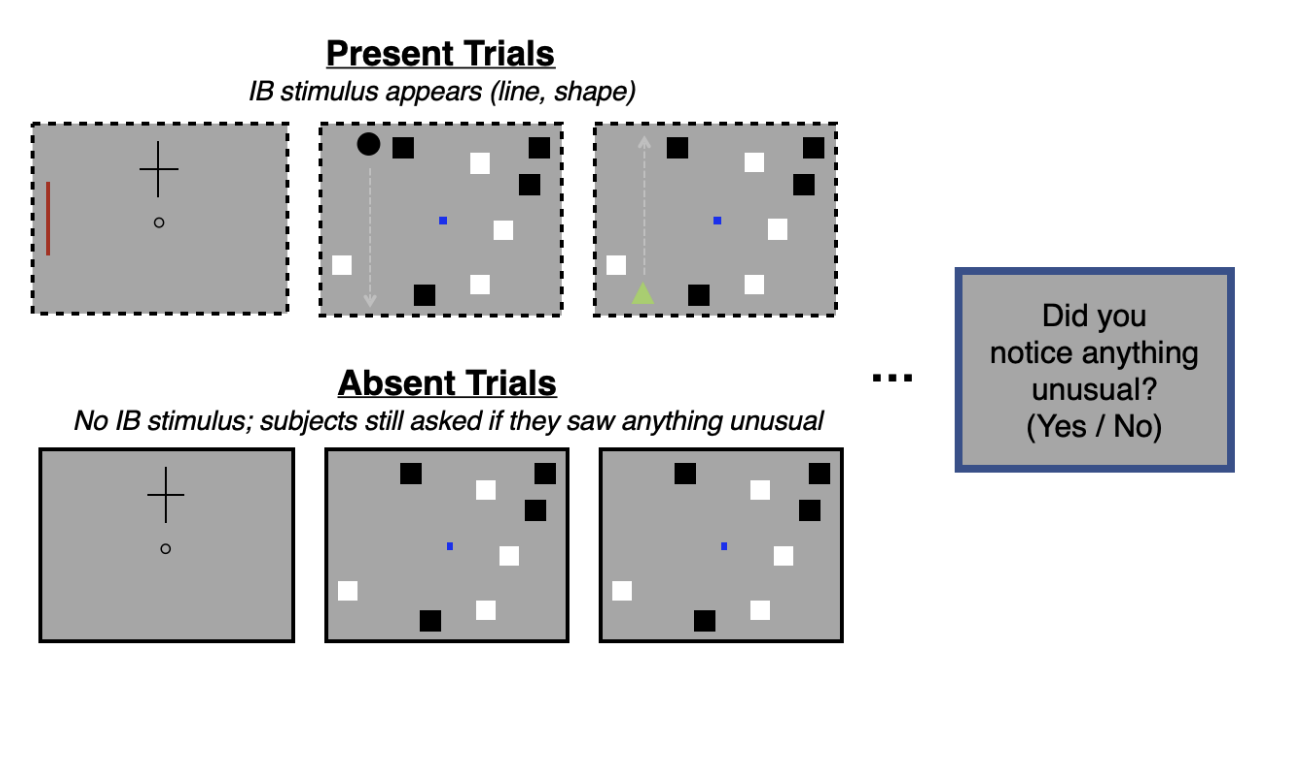 Present Trials
IB stimulus appears (line, shape)
Absent Trials
No IB stimulus; subjects still asked if they saw anything unusual
...
Did you
notice anything
unusual?
(Yes / No)